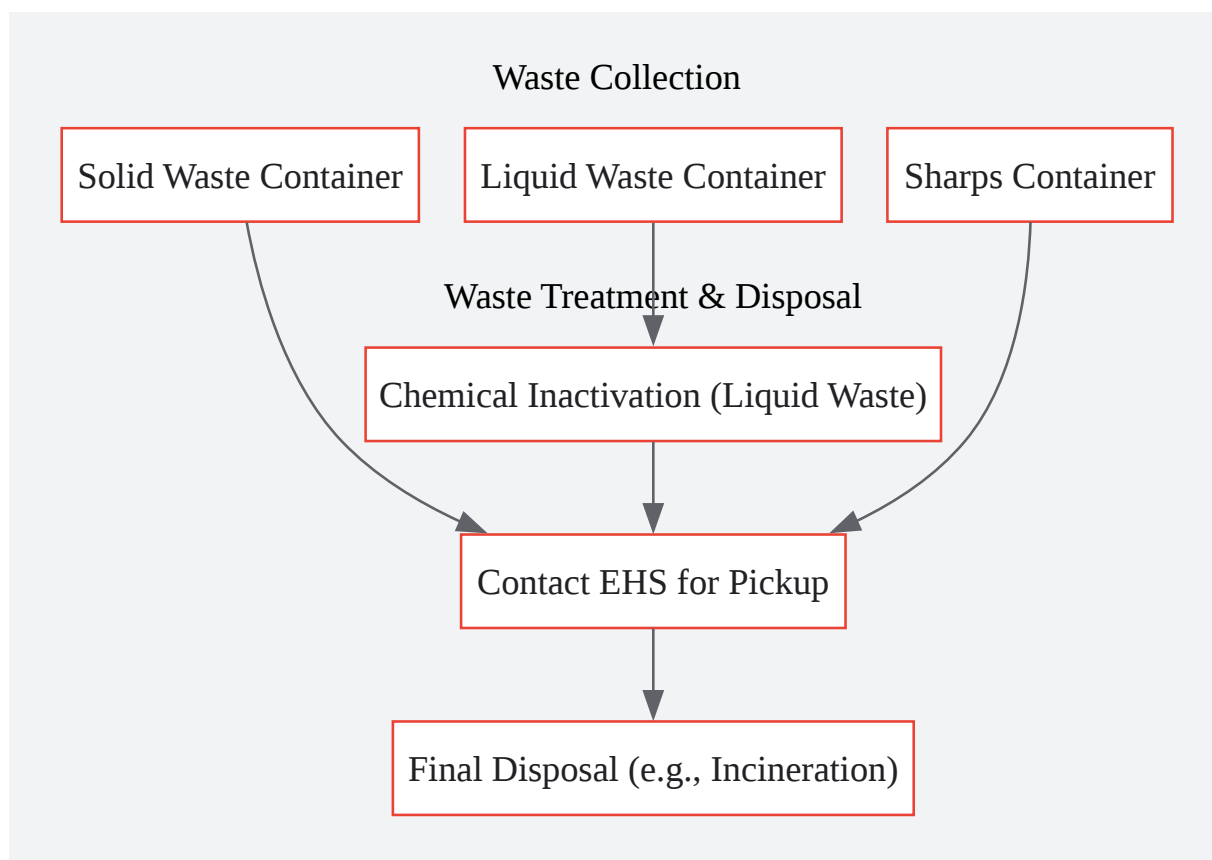 Waste Collection
Solid Waste Container
Liquid Waste Container
Sharps Container
Waste Treatment & Disposal
Chemical Inactivation (Liquid Waste)
Contact EHS for Pickup
Final Disposal (e.g., Incineration)